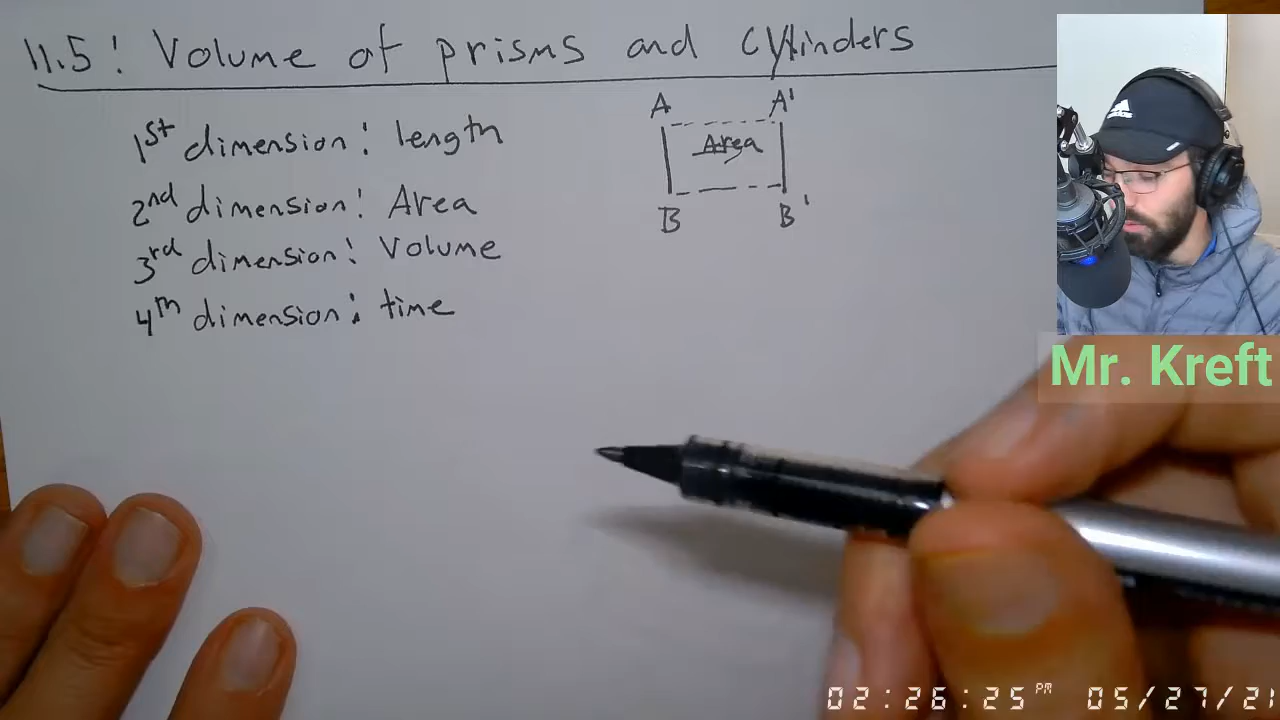 11.5: Volume of prisms and cylinders
1st dimension: length
2nd dimension: Area
3rd dimension: Volume
4th dimension: time
A A'
Area
B B'
adidas
Mr. Kreft
02:26:25 PM 05/27/21